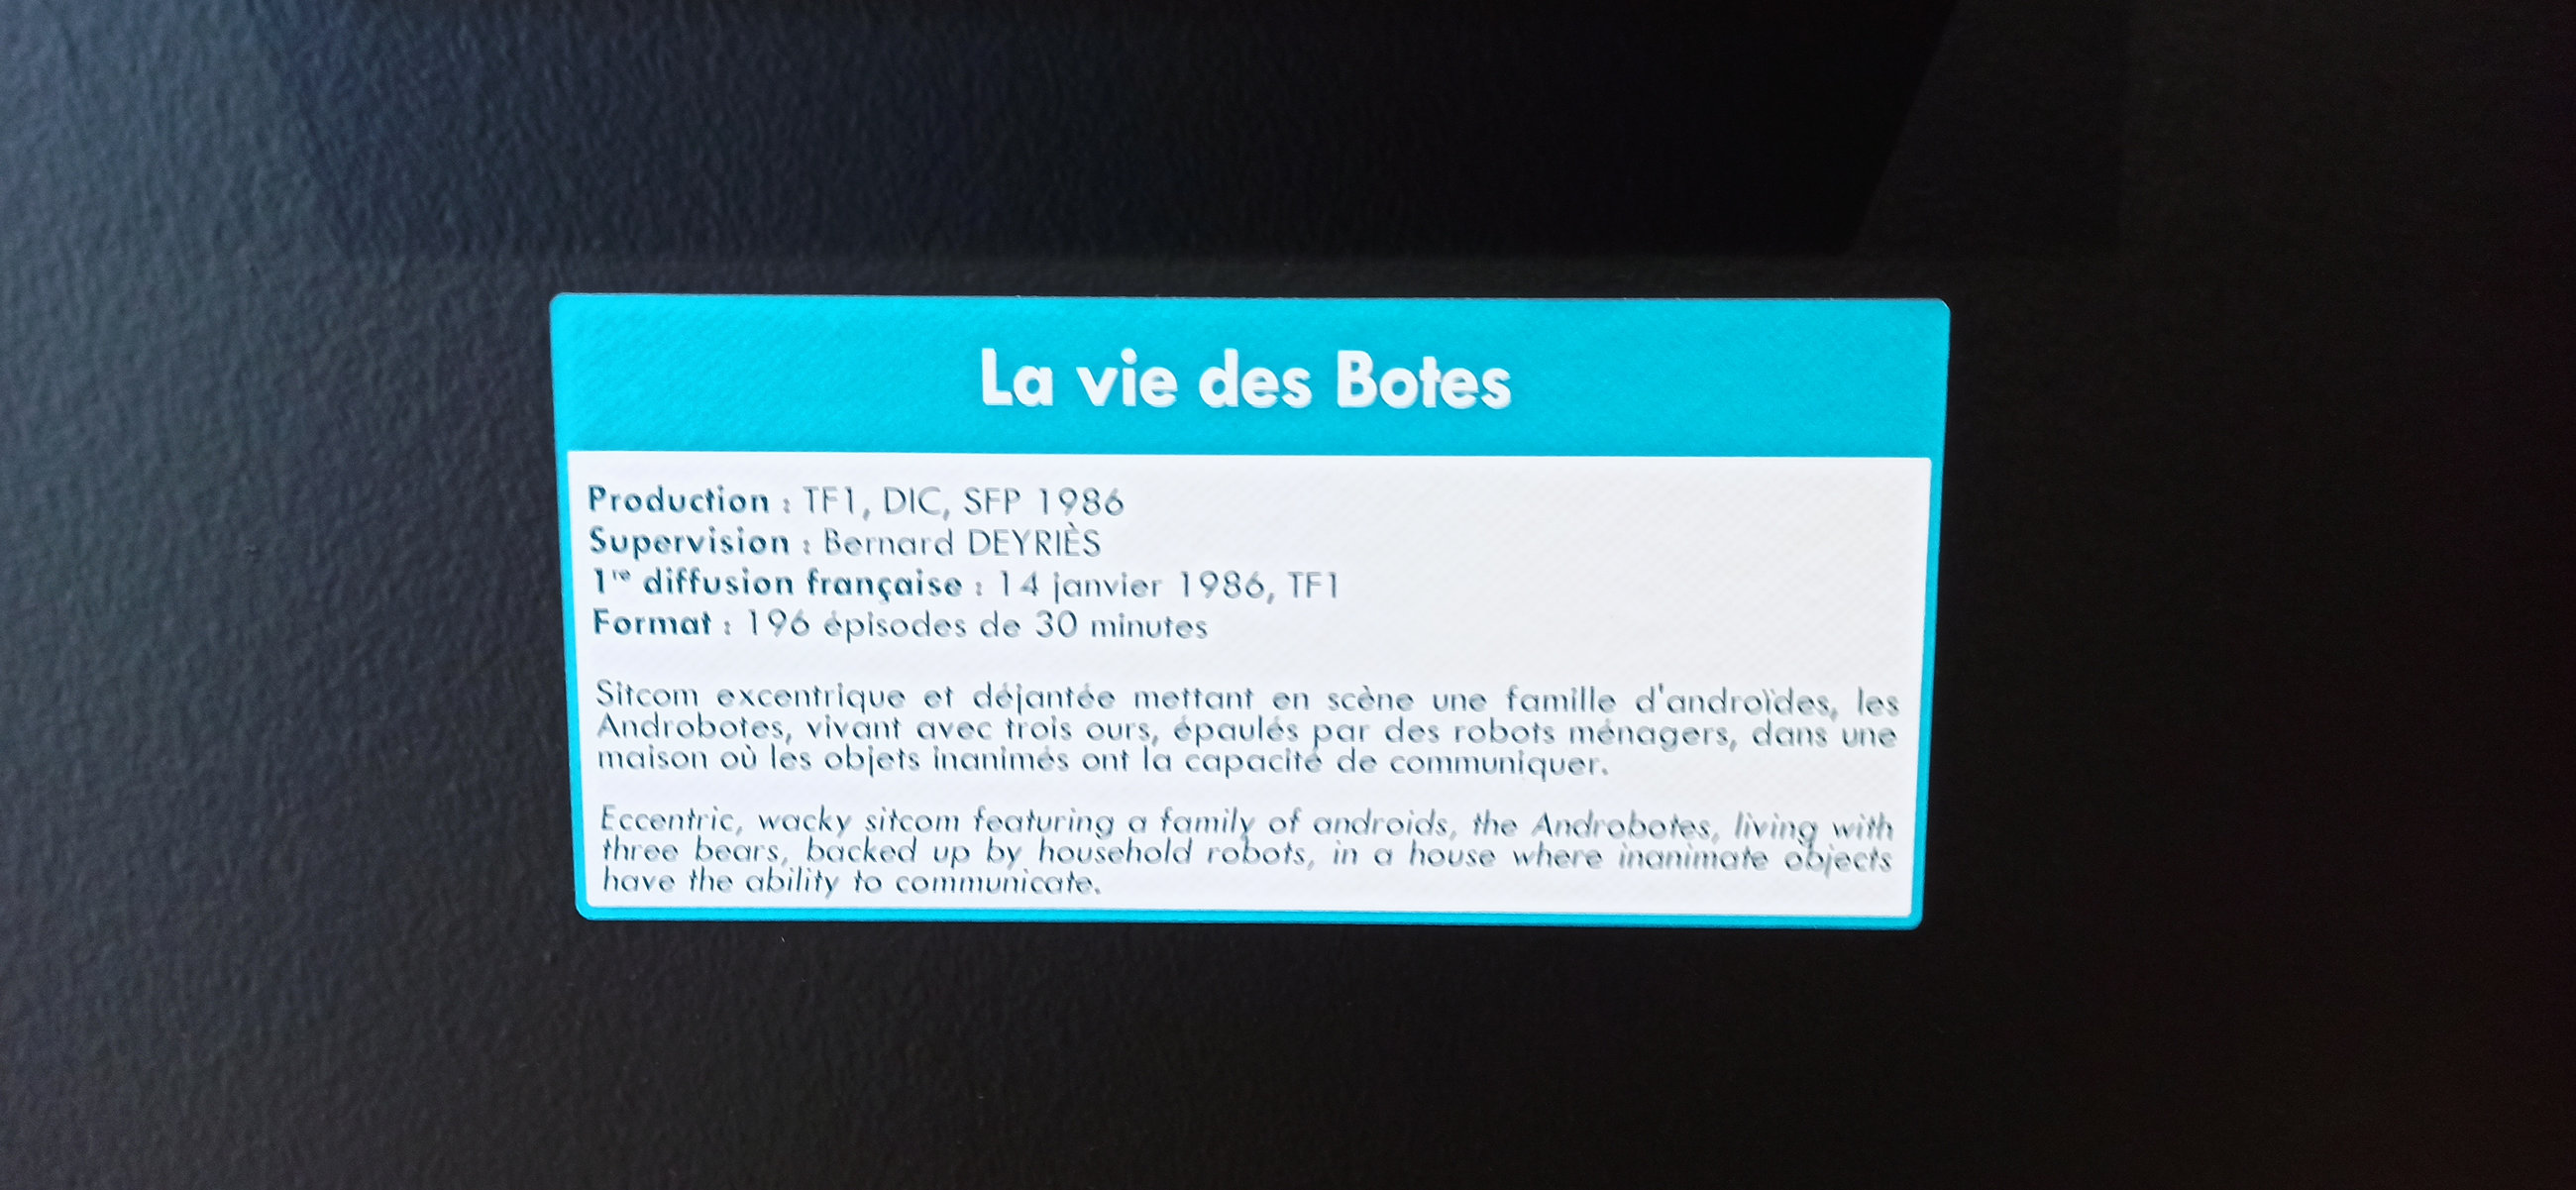 La vie des Botes
Production : TF1, DIC, SFP 1986
Supervision : Bernard DEYRIÈS
1re diffusion française : 14 janvier 1986, TF1
Format : 196 épisodes de 30 minutes
Sitcom excentrique et déjantée mettant en scène une famille d'androïdes, les
Androbotes, vivant avec trois ours, épaulés par des robots ménagers, dans une
maison où les objets inanimés ont la capacité de communiquer.
Eccentric, wacky sitcom featuring a family of androids, the Androbotes, living with
three bears, backed up by household robots, in a house where inanimate objects
have the ability to communicate.